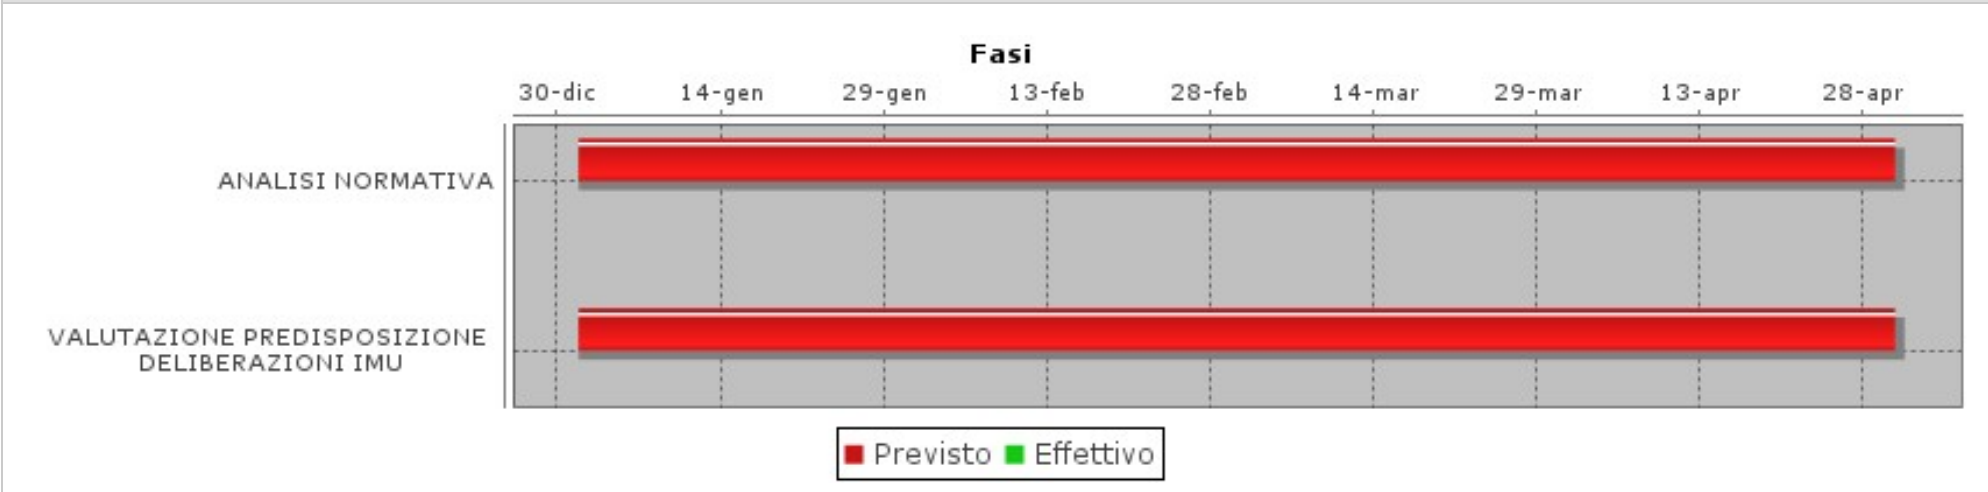 Fasi
30-dic 14-gen 29-gen 13-feb 28-feb 14-mar 29-mar 13-apr 28-apr
ANALISI NORMATIVA
VALUTAZIONE PREDISPOSIZIONE
DELIBERAZIONI IMU
Previsto Effettivo